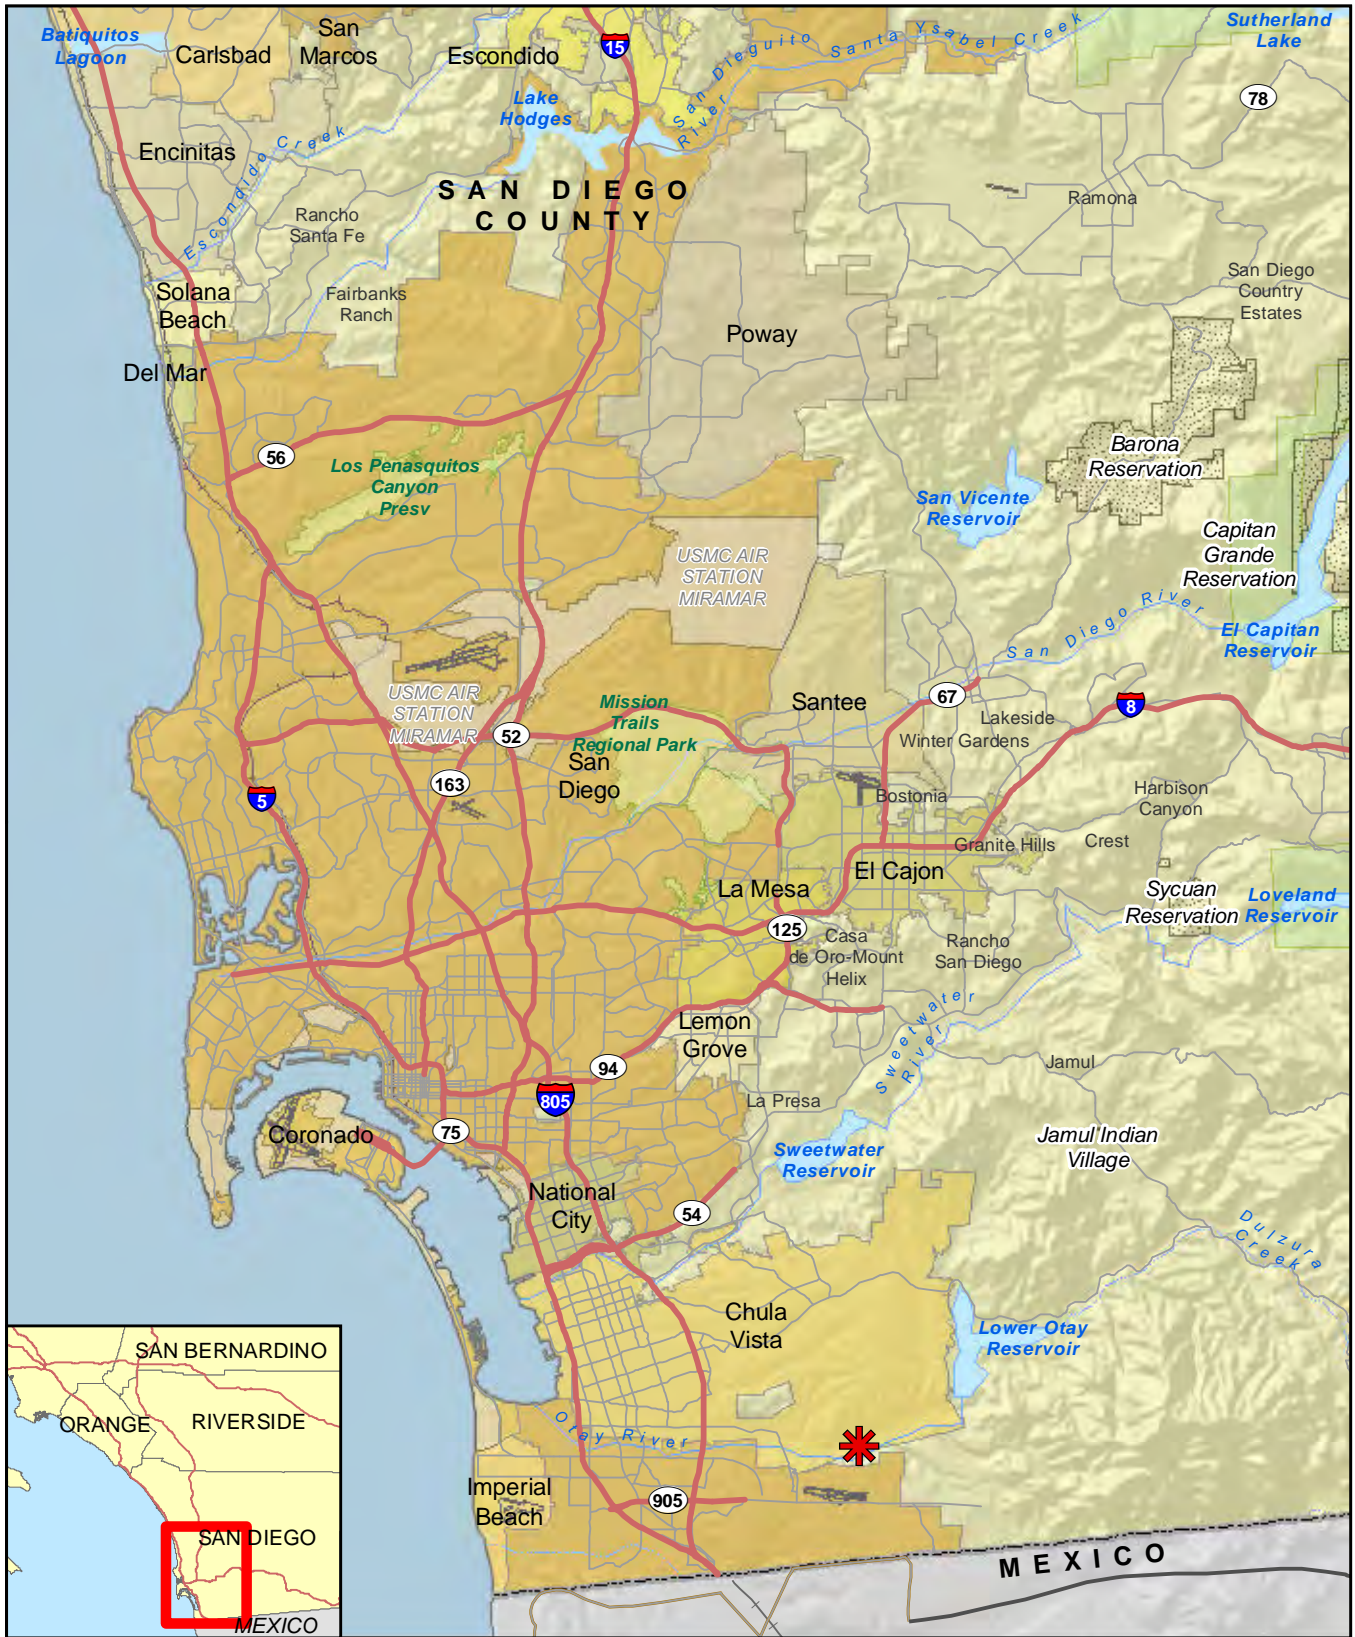 Batiquitos
Lagoon
Carlsbad
San
Marcos
Escondido
15
San Dieguito
River
Santa Ysabel Creek
Sutherland
Lake
78
Lake
Hodges
Encinitas
Escondido Creek
SAN DIEGO
COUNTY
Rancho
Santa Fe
Ramona
Solana
Beach
Fairbanks
Ranch
San Diego
Country
Estates
Poway
Del Mar
56
Los Penasquitos
Canyon
Presv
Barona
Reservation
San Vicente
Reservoir
Capitan
Grande
Reservation
USMC AIR
STATION
MIRAMAR
San Diego River
El Capitan
Reservoir
USMC AIR
STATION
MIRAMAR
Mission
Trails
Regional Park
Santee
67
8
Lakeside
Winter Gardens
52
San
Diego
163
5
Bostonia
Harbison
Canyon
Granite Hills
Crest
El Cajon
La Mesa
Sycuan
Reservation
Loveland
Reservoir
125
Casa
de Oro-Mount
Helix
Rancho
San Diego
Sweetwater
River
Lemon
Grove
94
Jamul
805
La Presa
Coronado
75
Jamul Indian
Village
Sweetwater
Reservoir
National
City
54
Dulzura
Creek
Chula
Vista
Lower Otay
Reservoir
Otay River
Imperial
Beach
905
MEXICO
SAN BERNARDINO
ORANGE
RIVERSIDE
SAN DIEGO
MEXICO